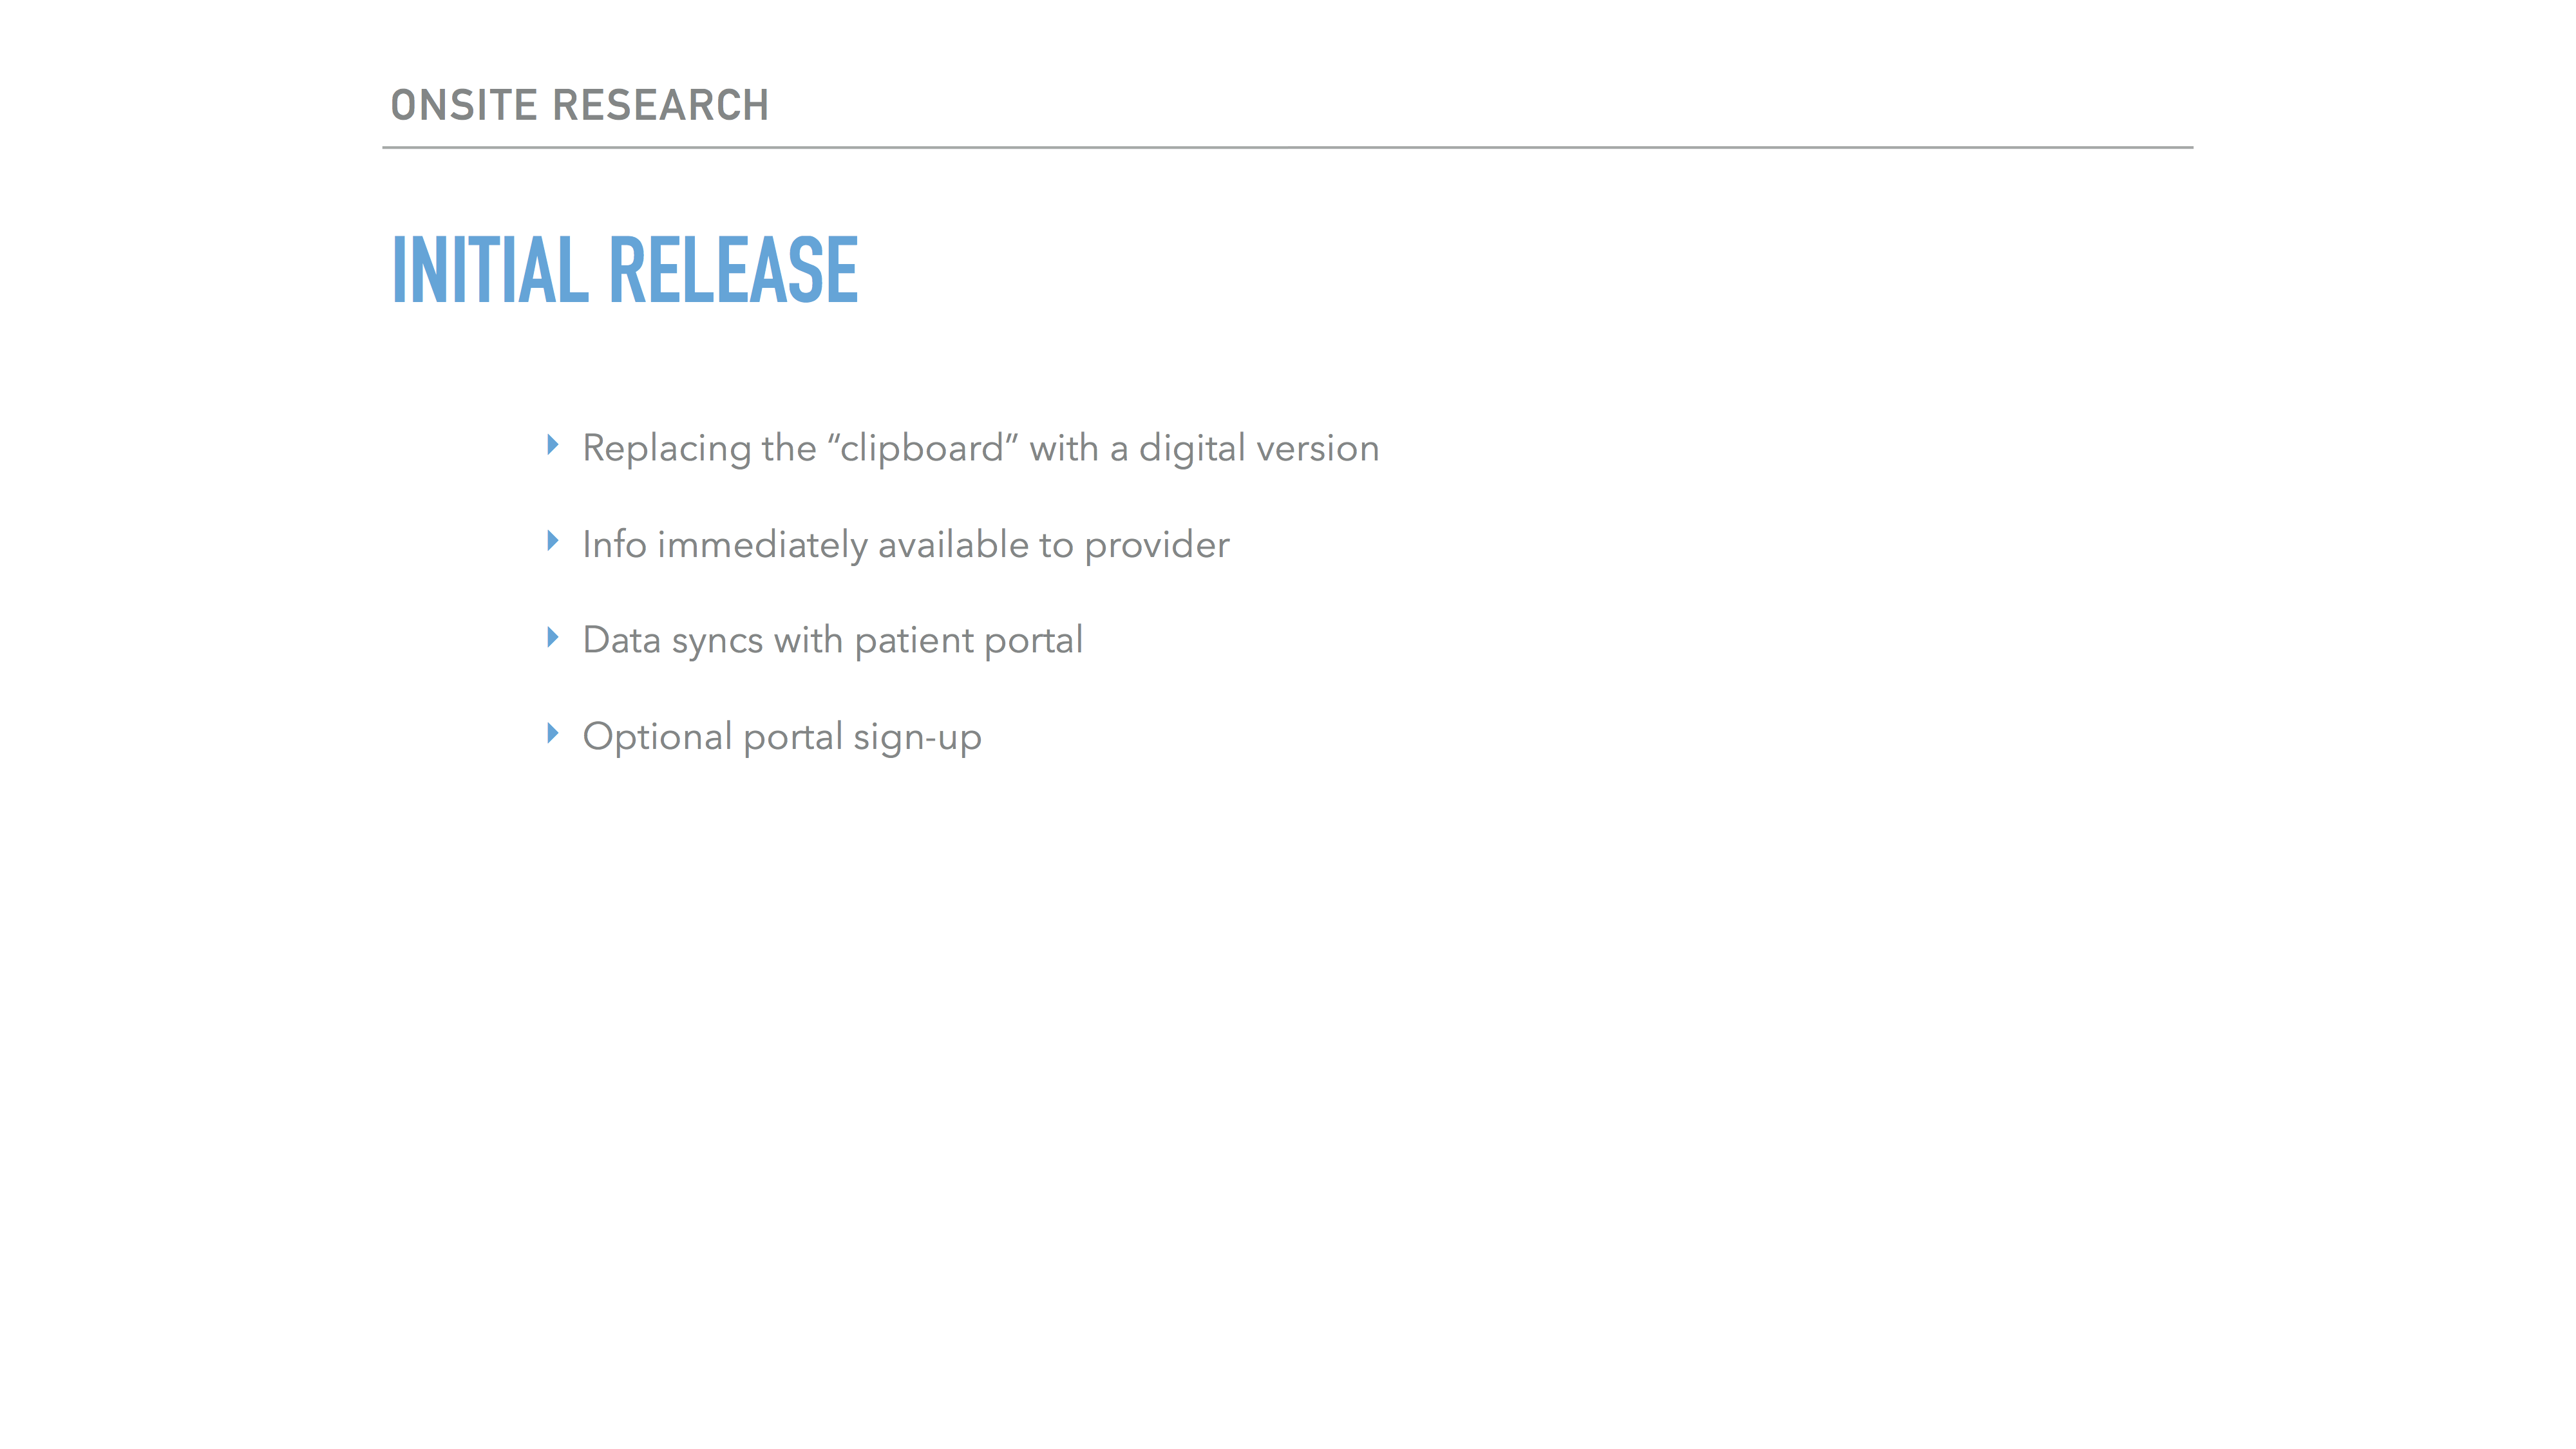 ONSITE RESEARCH
INITIAL RELEASE
Replacing the “clipboard” with a digital version
Info immediately available to provider
Data syncs with patient portal
Optional portal sign-up